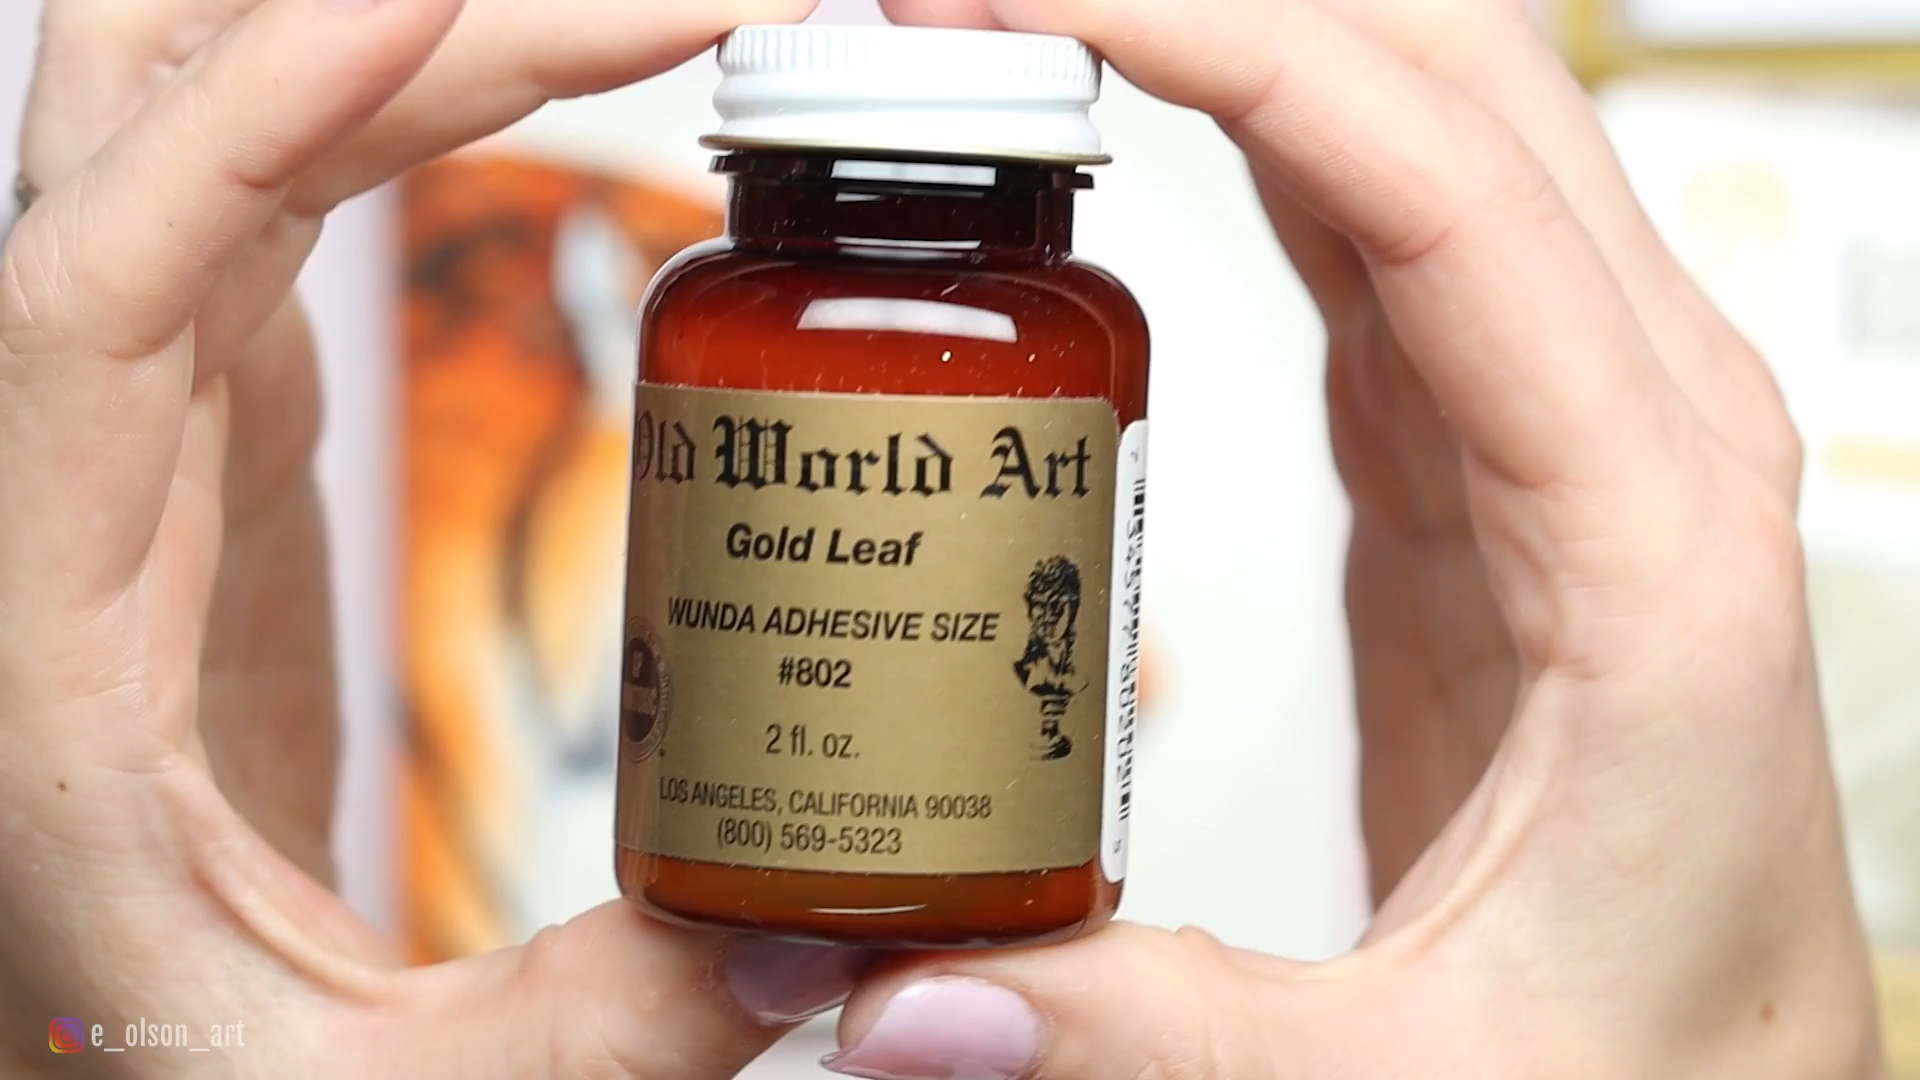 Old World Art
Gold Leaf
WUNDA ADHESIVE SIZE
#802
2 fl. oz.
LOS ANGELES, CALIFORNIA 90038
(800) 569-5323
e_olson_art